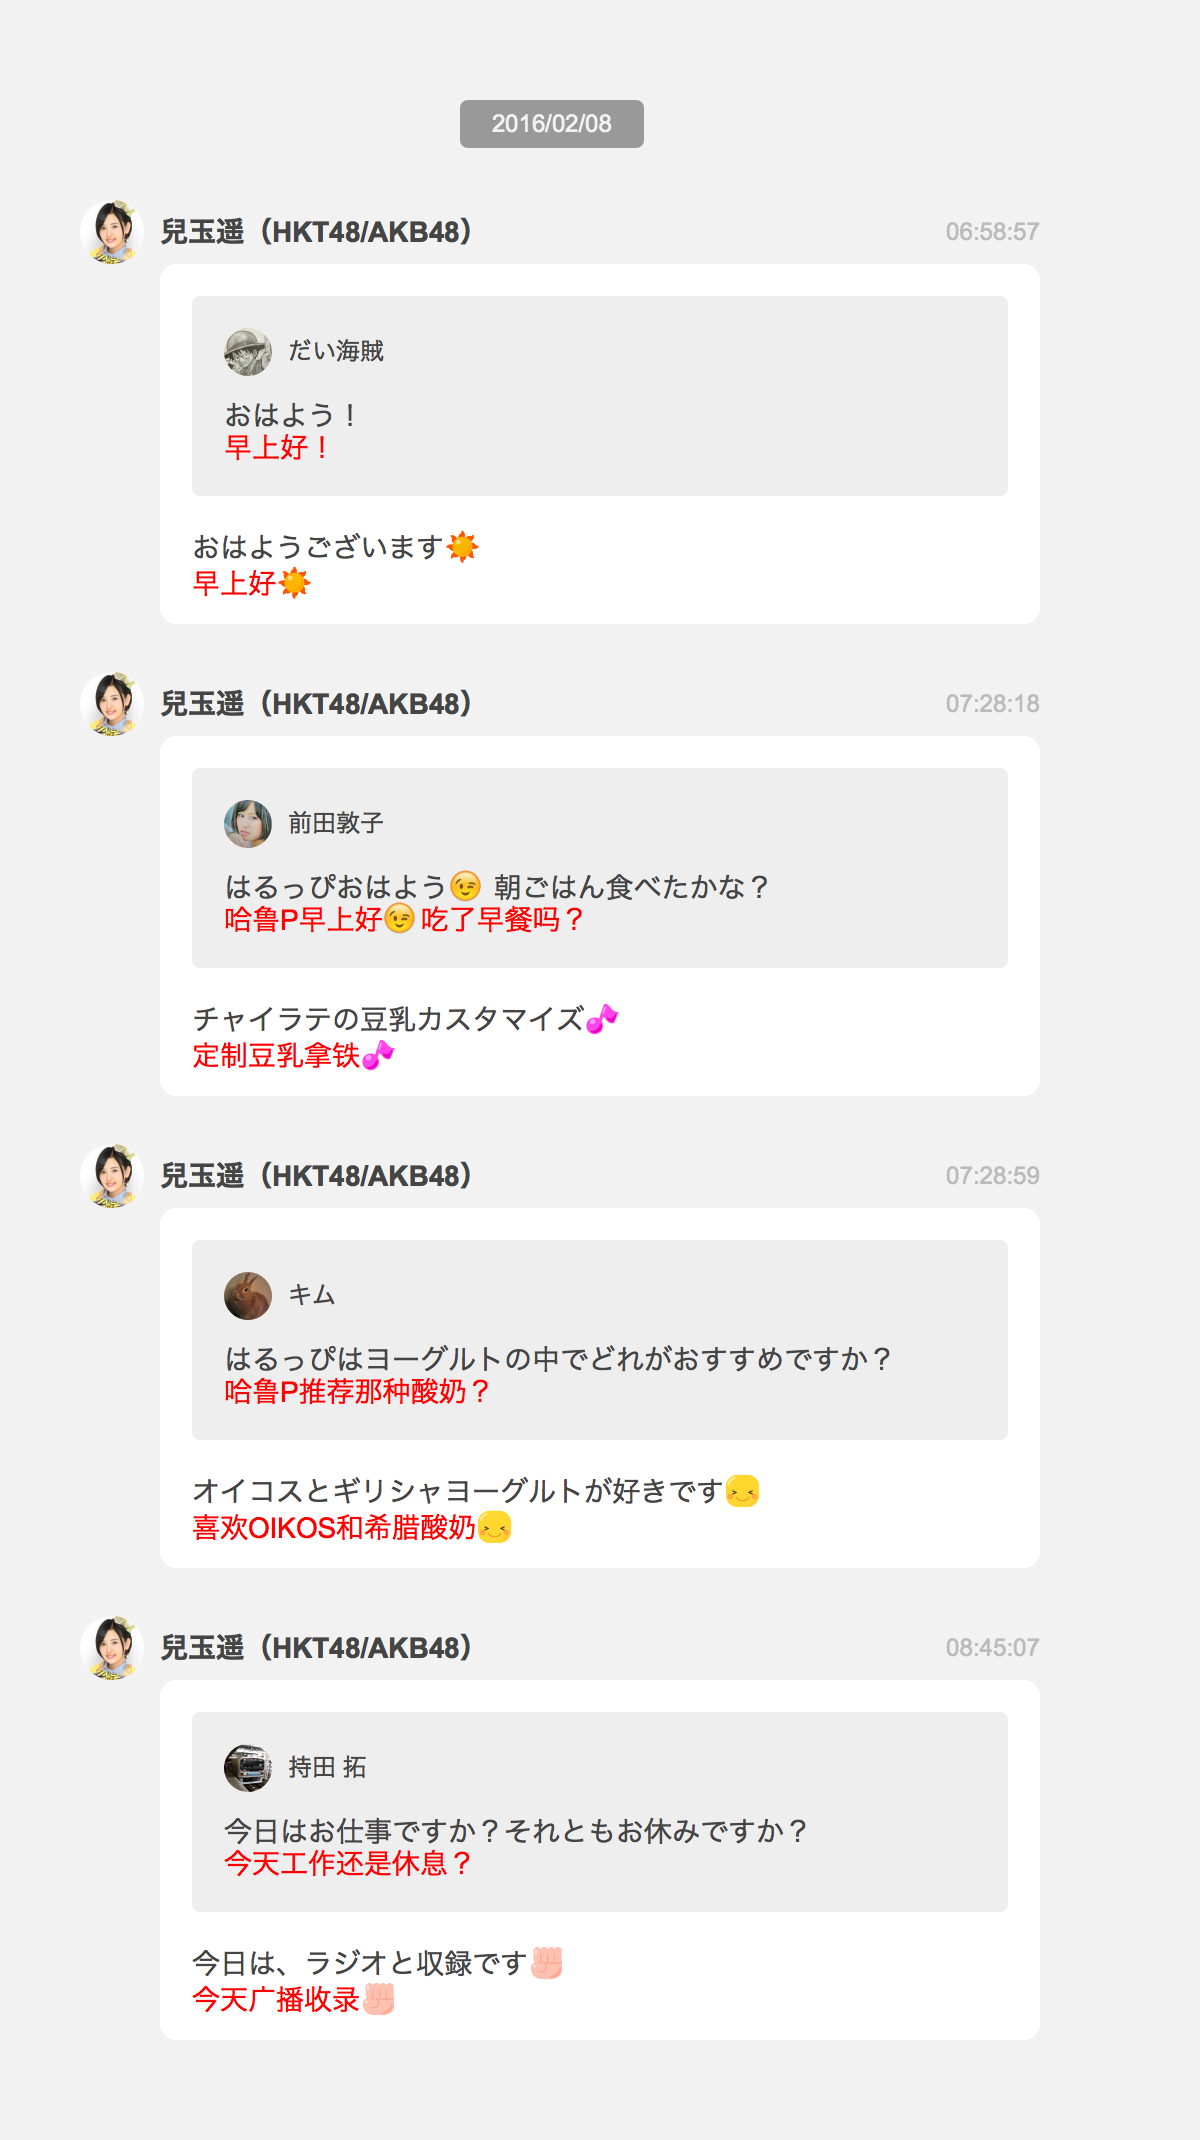 2016/02/08
兒玉遥（HKT48/AKB48） 06:58:57
だい海賊
おはよう！
早上好！
おはようございます☀
早上好☀
兒玉遥（HKT48/AKB48） 07:28:18
前田敦子
はるっぴおはよう😉 朝ごはん食べたかな？
哈鲁P早上好😉吃了早餐吗？
チャイラテの豆乳カスタマイズ🎵
定制豆乳拿铁🎵
兒玉遥（HKT48/AKB48） 07:28:59
キム
はるっぴはヨーグルトの中でどれがおすすめですか？
哈鲁P推荐那种酸奶？
オイコスとギリシャヨーグルトが好きです😊
喜欢OIKOS和希腊酸奶😊
兒玉遥（HKT48/AKB48） 08:45:07
持田 拓
今日はお仕事ですか？それともお休みですか？
今天工作还是休息？
今日は、ラジオと収録です✊
今天广播收录✊